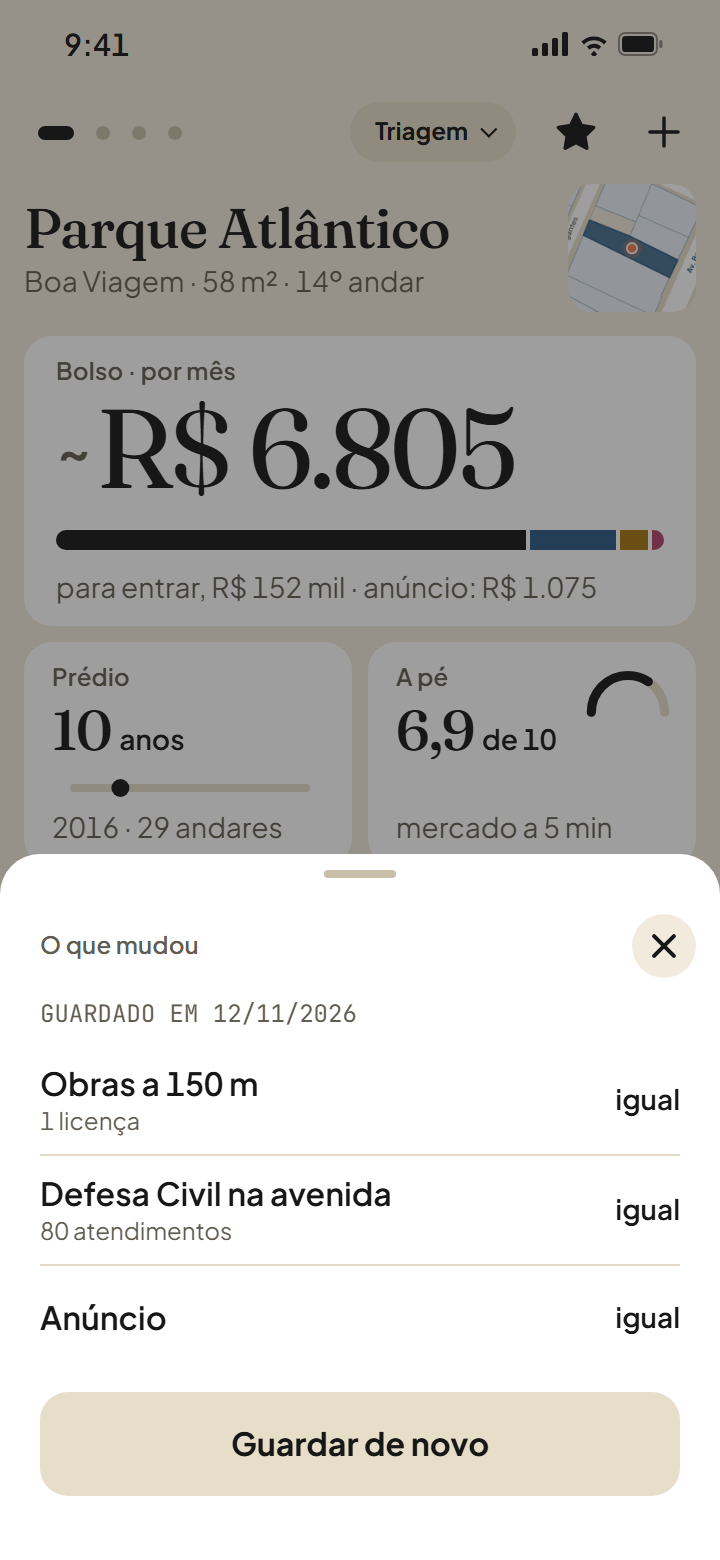 9:41
Triagem
Parque Atlântico
Boa Viagem · 58 m² · 14º andar
Bolso · por mês
~R$ 6.805
para entrar, R$ 152 mil · anúncio: R$ 1.075
Prédio
10 anos
2016 · 29 andares
A pé
6,9 de 10
mercado a 5 min
O que mudou
GUARDADO EM 12/11/2026
Obras a 150 m
igual
1 licença
Defesa Civil na avenida
igual
80 atendimentos
Anúncio
igual
Guardar de novo